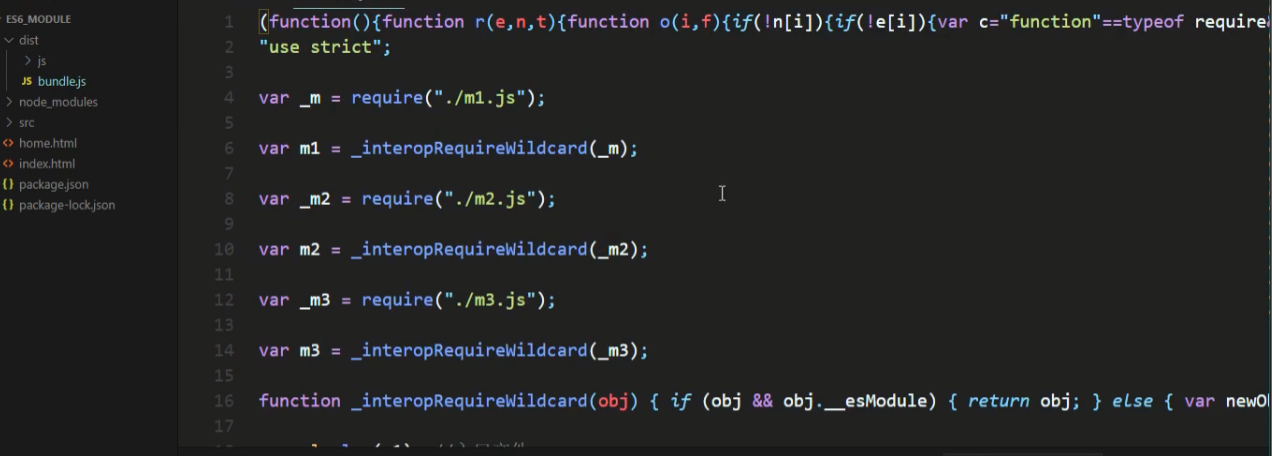 ES6_MODULE
dist
js
JS bundle.js
node_modules
src
<> home.html
<> index.html
{} package.json
{} package-lock.json
1 (function(){function r(e,n,t){function o(i,f){if(!n[i]){if(!e[i]){var c="function"==typeof require&
2 "use strict";
3
4 var _m = require("./m1.js");
5
6 var m1 = _interopRequireWildcard(_m);
7
8 var _m2 = require("./m2.js");
9
10 var m2 = _interopRequireWildcard(_m2);
11
12 var _m3 = require("./m3.js");
13
14 var m3 = _interopRequireWildcard(_m3);
15
16 function _interopRequireWildcard(obj) { if (obj && obj.__esModule) { return obj; } else { var newO
17